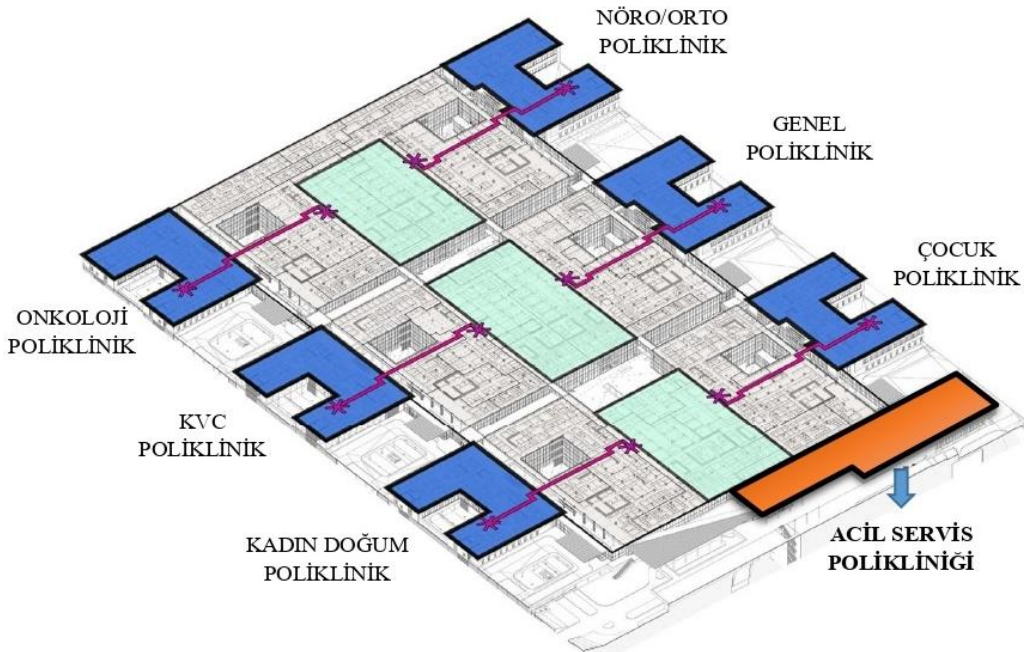 NÖRO/ORTO
POLİKLİNİK
GENEL
POLİKLİNİK
ÇOCUK
POLİKLİNİK
ONKOLOJİ
POLİKLİNİK
KVC
POLİKLİNİK
KADIN DOĞUM
POLİKLİNİK
ACİL SERVİS
POLİKLİNİĞİ